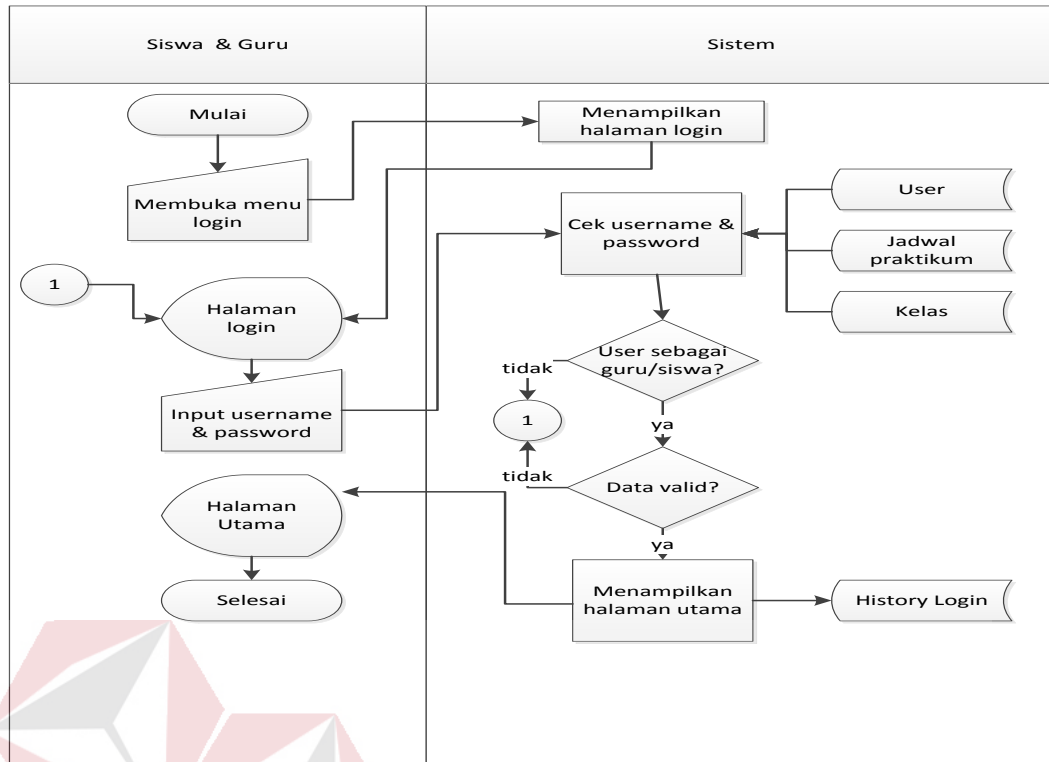 Siswa & Guru
Sistem
Mulai
Menampilkan
halaman login
Membuka menu
login
User
Cek username &
password
Jadwal
praktikum
1
Halaman
login
Kelas
User sebagai
guru/siswa?
tidak
Input username
& password
1
ya
tidak
Data valid?
Halaman
Utama
ya
Menampilkan
halaman utama
History Login
Selesai